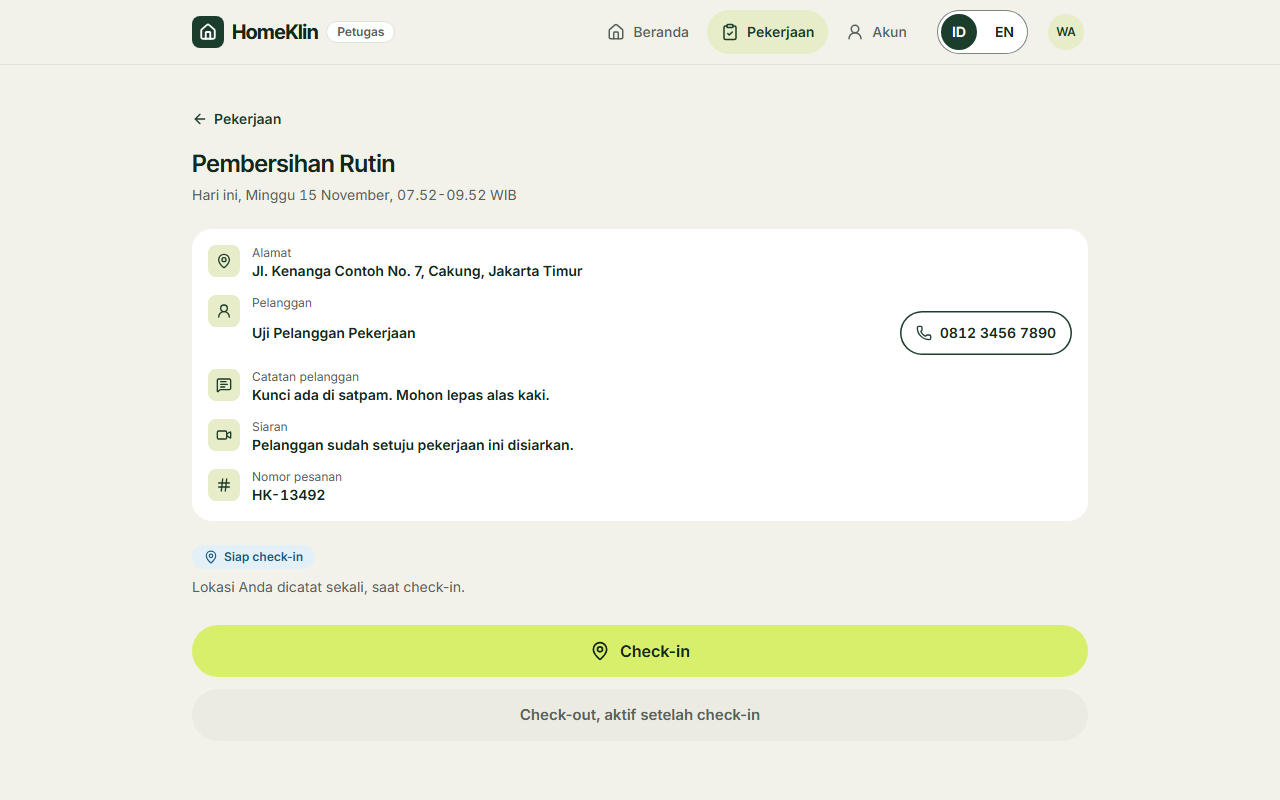 HomeKlin Petugas Beranda Pekerjaan Akun ID EN WA
Pekerjaan
Pembersihan Rutin
Hari ini, Minggu 15 November, 07.52-09.52 WIB
Alamat
Jl. Kenanga Contoh No. 7, Cakung, Jakarta Timur
Pelanggan
Uji Pelanggan Pekerjaan 0812 3456 7890
Catatan pelanggan
Kunci ada di satpam. Mohon lepas alas kaki.
Siaran
Pelanggan sudah setuju pekerjaan ini disiarkan.
Nomor pesanan
HK-13492
Siap check-in
Lokasi Anda dicatat sekali, saat check-in.
Check-in
Check-out, aktif setelah check-in